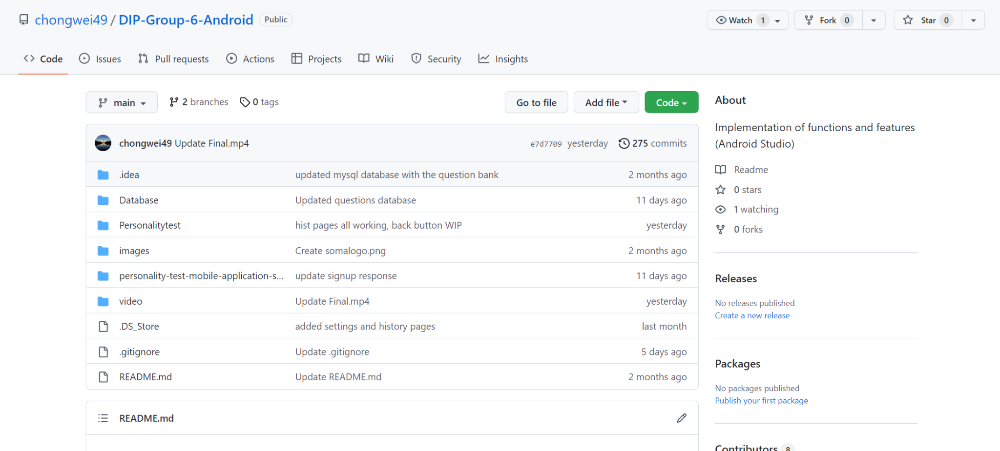 chongwei49 / DIP-Group-6-Android Public
Watch 1 Fork 0 Star 0
Code Issues Pull requests Actions Projects Wiki Security Insights
main 2 branches 0 tags Go to file Add file Code
chongwei49 Update Final.mp4 e7d7709 yesterday 275 commits
.idea updated mysql database with the question bank 2 months ago
Database Updated questions database 11 days ago
Personalitytest hist pages all working, back button WIP yesterday
images Create somalogo.png 2 months ago
personality-test-mobile-application-s... update signup response 11 days ago
video Update Final.mp4 yesterday
.DS_Store added settings and history pages last month
.gitignore Update .gitignore 5 days ago
README.md Update README.md 2 months ago
README.md
About
Implementation of functions and features
(Android Studio)
Readme
0 stars
1 watching
0 forks
Releases
No releases published
Create a new release
Packages
No packages published
Publish your first package
Contributors 8